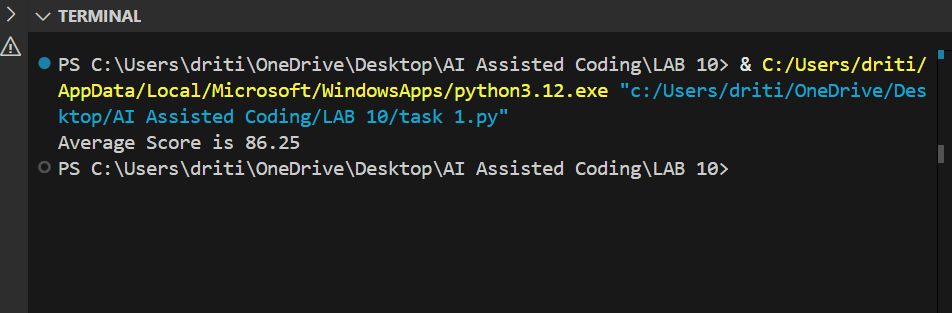 TERMINAL
PS C:\Users\driti\OneDrive\Desktop\AI Assisted Coding\LAB 10> & C:/Users/driti/
AppData/Local/Microsoft/WindowsApps/python3.12.exe "c:/Users/driti/OneDrive/Des
ktop/AI Assisted Coding/LAB 10/task 1.py"
Average Score is 86.25
PS C:\Users\driti\OneDrive\Desktop\AI Assisted Coding\LAB 10>